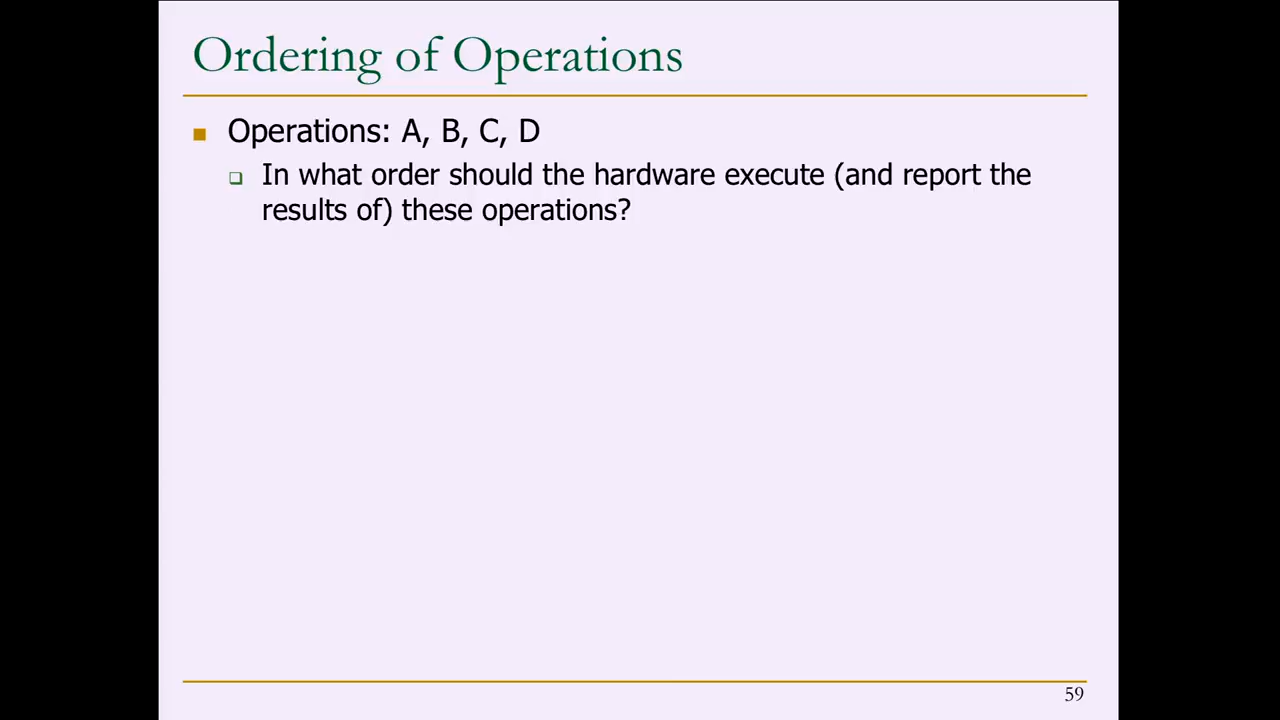 Ordering of Operations
Operations: A, B, C, D
In what order should the hardware execute (and report the
results of) these operations?
59